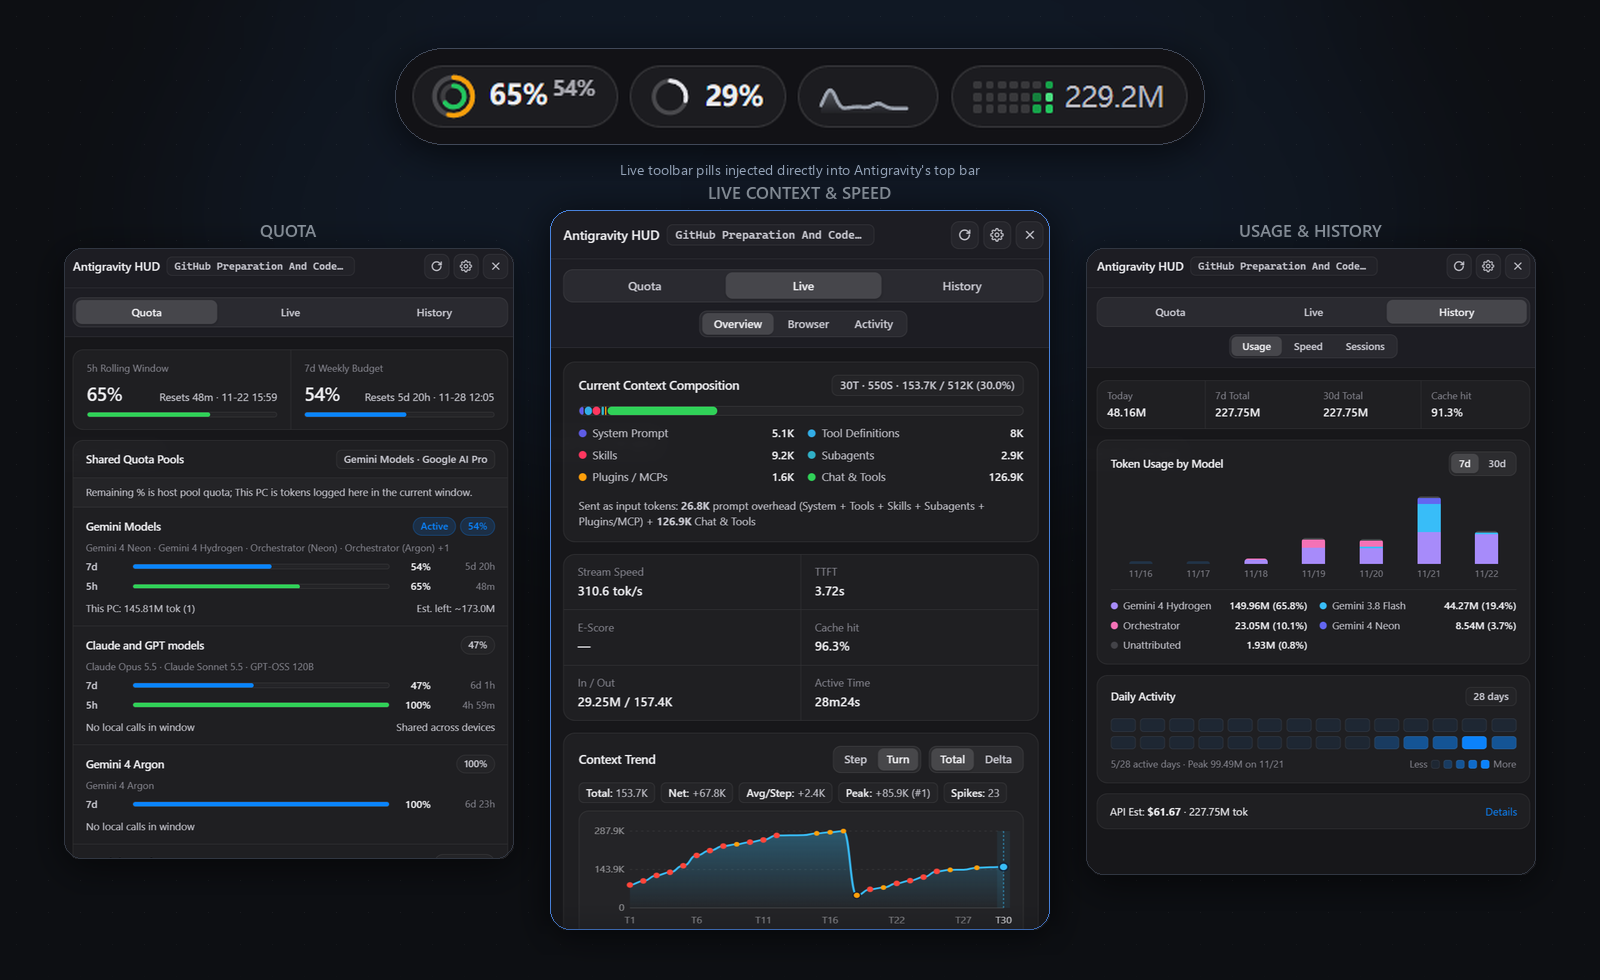 65% 54%
29%
229.2M
Live toolbar pills injected directly into Antigravity's top bar
QUOTA
Antigravity HUD GitHub Preparation And Code…
Quota Live History
5h Rolling Window
65% Resets 48m · 11-22 15:59
7d Weekly Budget
54% Resets 5d 20h · 11-28 12:05
Shared Quota Pools Gemini Models · Google AI Pro
Remaining % is host pool quota; This PC is tokens logged here in the current window.
Gemini Models Active 54%
Gemini 4 Neon · Gemini 4 Hydrogen · Orchestrator (Neon) · Orchestrator (Argon) +1
7d 54% 5d 20h
5h 65% 48m
This PC: 145.81M tok (1) Est. left: ~173.0M
Claude and GPT models 47%
Claude Opus 5.5 · Claude Sonnet 5.5 · GPT-OSS 120B
7d 47% 6d 1h
5h 100% 4h 59m
No local calls in window Shared across devices
Gemini 4 Argon 100%
Gemini 4 Argon
7d 100% 6d 23h
No local calls in window
LIVE CONTEXT & SPEED
Antigravity HUD GitHub Preparation And Code…
Quota Live History
Overview Browser Activity
Current Context Composition 30T · 550S · 153.7K / 512K (30.0%)
System Prompt 5.1K Tool Definitions 8K
Skills 9.2K Subagents 2.9K
Plugins / MCPs 1.6K Chat & Tools 126.9K
Sent as input tokens: 26.8K prompt overhead (System + Tools + Skills + Subagents +
Plugins/MCP) + 126.9K Chat & Tools
Stream Speed TTFT
310.6 tok/s 3.72s
E-Score Cache hit
— 96.3%
In / Out Active Time
29.25M / 157.4K 28m24s
Context Trend Step Turn Total Delta
Total: 153.7K Net: +67.8K Avg/Step: +2.4K Peak: +85.9K (#1) Spikes: 23
287.9K
143.9K
0
T1 T6 T11 T16 T22 T27 T30
USAGE & HISTORY
Antigravity HUD GitHub Preparation And Code…
Quota Live History
Usage Speed Sessions
Today 7d Total 30d Total Cache hit
48.16M 227.75M 227.75M 91.3%
Token Usage by Model 7d 30d
11/16 11/17 11/18 11/19 11/20 11/21 11/22
Gemini 4 Hydrogen 149.96M (65.8%) Gemini 3.8 Flash 44.27M (19.4%)
Orchestrator 23.05M (10.1%) Gemini 4 Neon 8.54M (3.7%)
Unattributed 1.93M (0.8%)
Daily Activity 28 days
5/28 active days · Peak 99.49M on 11/21 Less More
API Est: $61.67 · 227.75M tok Details